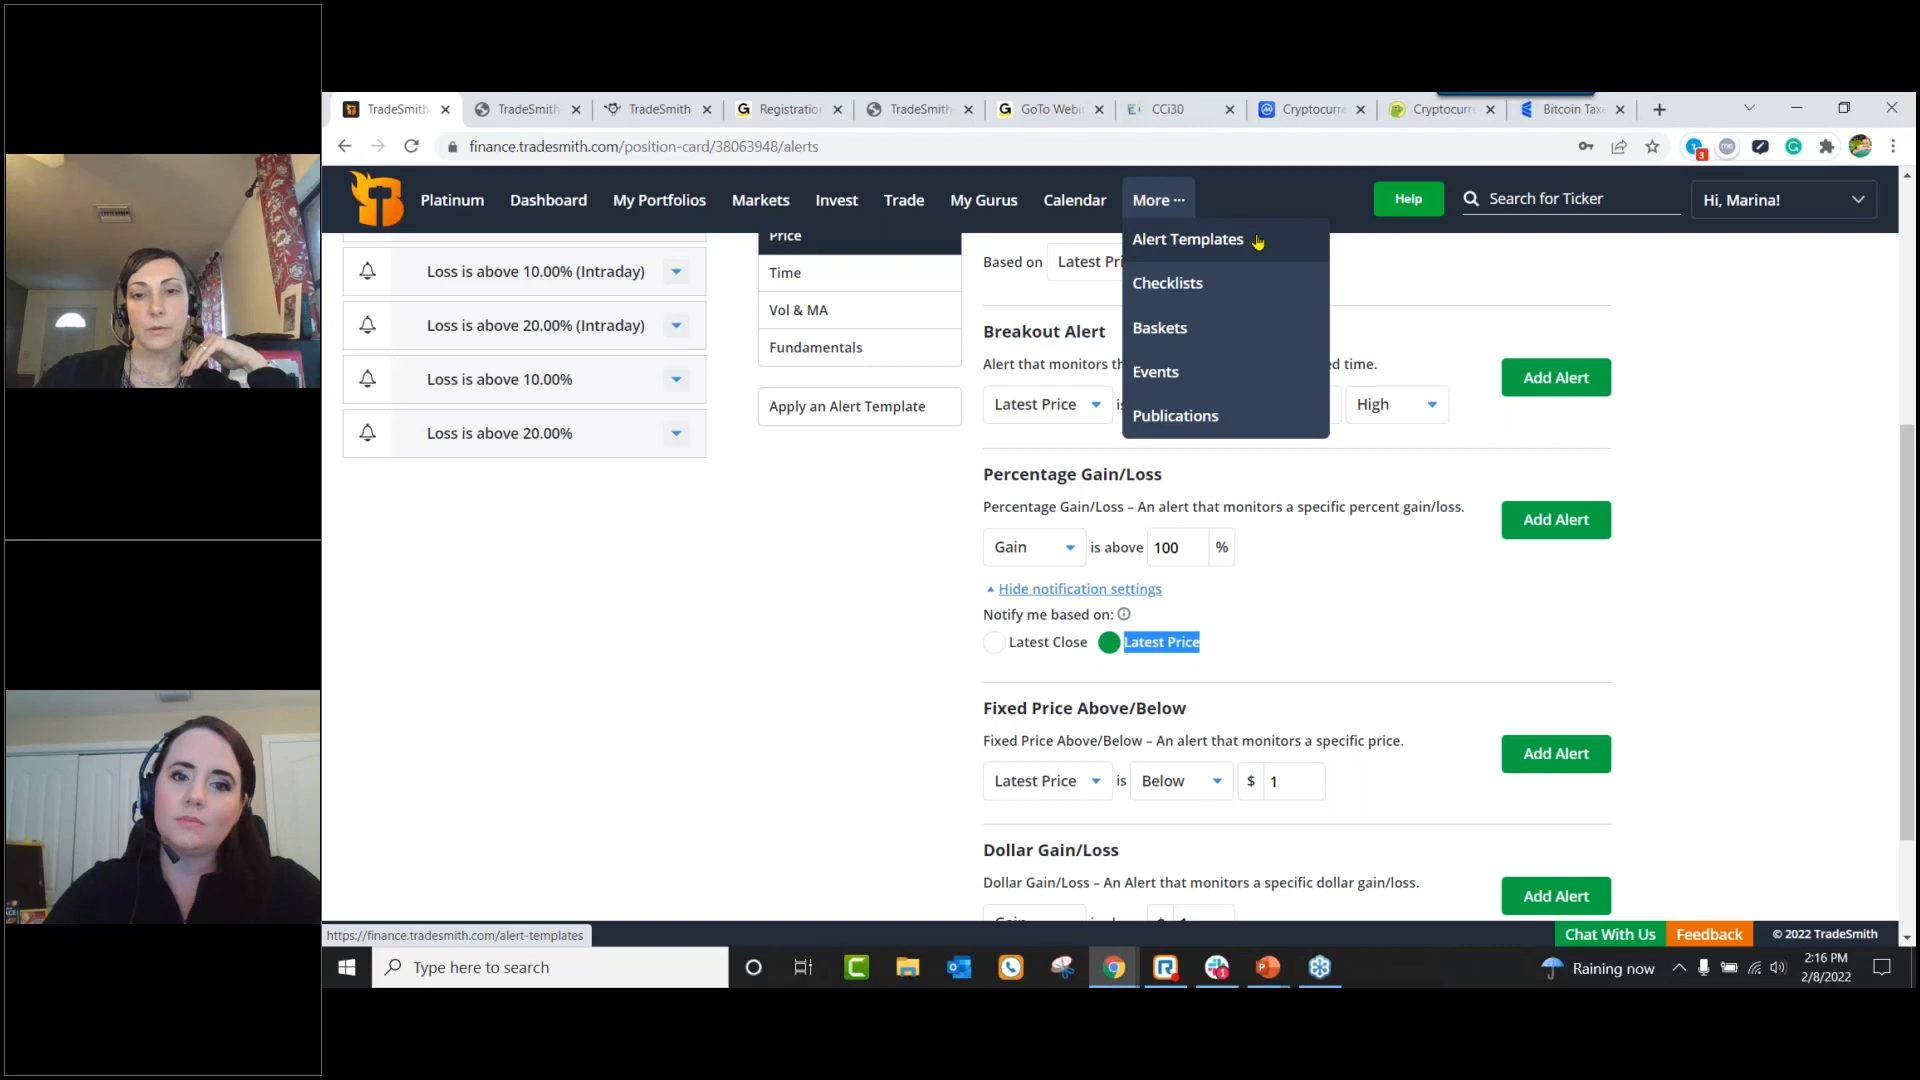 TradeSmith
TradeSmith
TradeSmith
Registration
TradeSmith
G
GoTo Webi
CCi30
Cryptocurre
Cryptocurre
Bitcoin Taxe
finance.tradesmith.com/position-card/38063948/alerts
3
Platinum
Dashboard
My Portfolios
Markets
Invest
Trade
My Gurus
Calendar
More ···
Help
Search for Ticker
Hi, Marina!
Alert Templates
Checklists
Baskets
Events
Publications
Loss is above 10.00% (Intraday)
Loss is above 20.00% (Intraday)
Loss is above 10.00%
Loss is above 20.00%
Price
Time
Vol & MA
Fundamentals
Apply an Alert Template
Based on Latest Pri
Breakout Alert
Alert that monitors th
d time.
Latest Price
High
Add Alert
Percentage Gain/Loss
Percentage Gain/Loss – An alert that monitors a specific percent gain/loss.
Gain is above 100 %
Add Alert
Hide notification settings
Notify me based on:
Latest Close Latest Price
Fixed Price Above/Below
Fixed Price Above/Below – An alert that monitors a specific price.
Latest Price is Below $ 1
Add Alert
Dollar Gain/Loss
Dollar Gain/Loss – An Alert that monitors a specific dollar gain/loss.
Add Alert
https://finance.tradesmith.com/alert-templates
Chat With Us
Feedback
© 2022 TradeSmith
Type here to search
Raining now
2:16 PM
2/8/2022